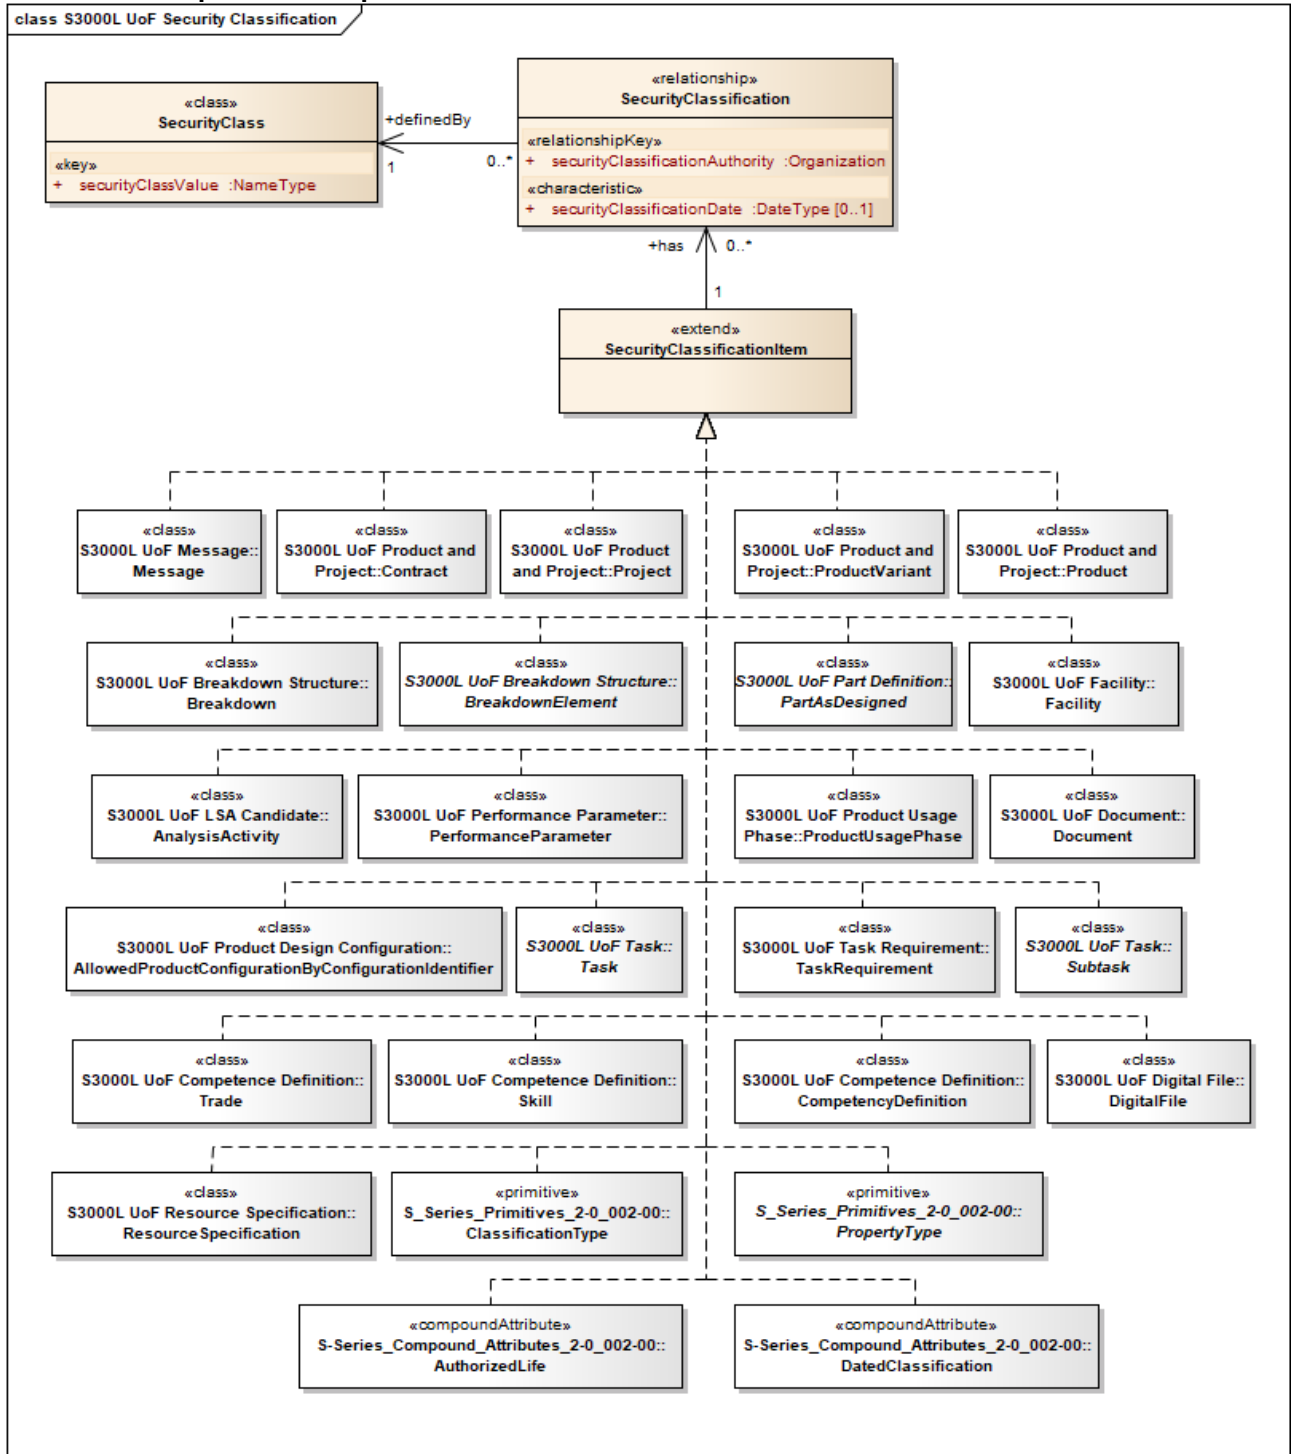 class S3000L UoF Security Classification
«class»
SecurityClass
«key»
+ securityClassValue :NameType
+definedBy
1
0..*
«relationship»
SecurityClassification
«relationshipKey»
+ securityClassificationAuthority :Organization
«characteristic»
+ securityClassificationDate :DateType [0..1]
+has
0..*
1
«extend»
SecurityClassificationItem
«class»
S3000L UoF Message::
Message
«class»
S3000L UoF Product and
Project::Contract
«class»
S3000L UoF Product
and Project::Project
«class»
S3000L UoF Product and
Project::ProductVariant
«class»
S3000L UoF Product and
Project::Product
«class»
S3000L UoF Breakdown Structure::
Breakdown
«class»
S3000L UoF Breakdown Structure::
BreakdownElement
«class»
S3000L UoF Part Definition::
PartAsDesigned
«class»
S3000L UoF Facility::
Facility
«class»
S3000L UoF LSA Candidate::
AnalysisActivity
«class»
S3000L UoF Performance Parameter::
PerformanceParameter
«class»
S3000L UoF Product Usage
Phase::ProductUsagePhase
«class»
S3000L UoF Document::
Document
«class»
S3000L UoF Product Design Configuration::
AllowedProductConfigurationByConfigurationIdentifier
«class»
S3000L UoF Task::
Task
«class»
S3000L UoF Task Requirement::
TaskRequirement
«class»
S3000L UoF Task::
Subtask
«class»
S3000L UoF Competence Definition::
Trade
«class»
S3000L UoF Competence Definition::
Skill
«class»
S3000L UoF Competence Definition::
CompetencyDefinition
«class»
S3000L UoF Digital File::
DigitalFile
«class»
S3000L UoF Resource Specification::
ResourceSpecification
«primitive»
S_Series_Primitives_2-0_002-00::
ClassificationType
«primitive»
S_Series_Primitives_2-0_002-00::
PropertyType
«compoundAttribute»
S-Series_Compound_Attributes_2-0_002-00::
AuthorizedLife
«compoundAttribute»
S-Series_Compound_Attributes_2-0_002-00::
DatedClassification